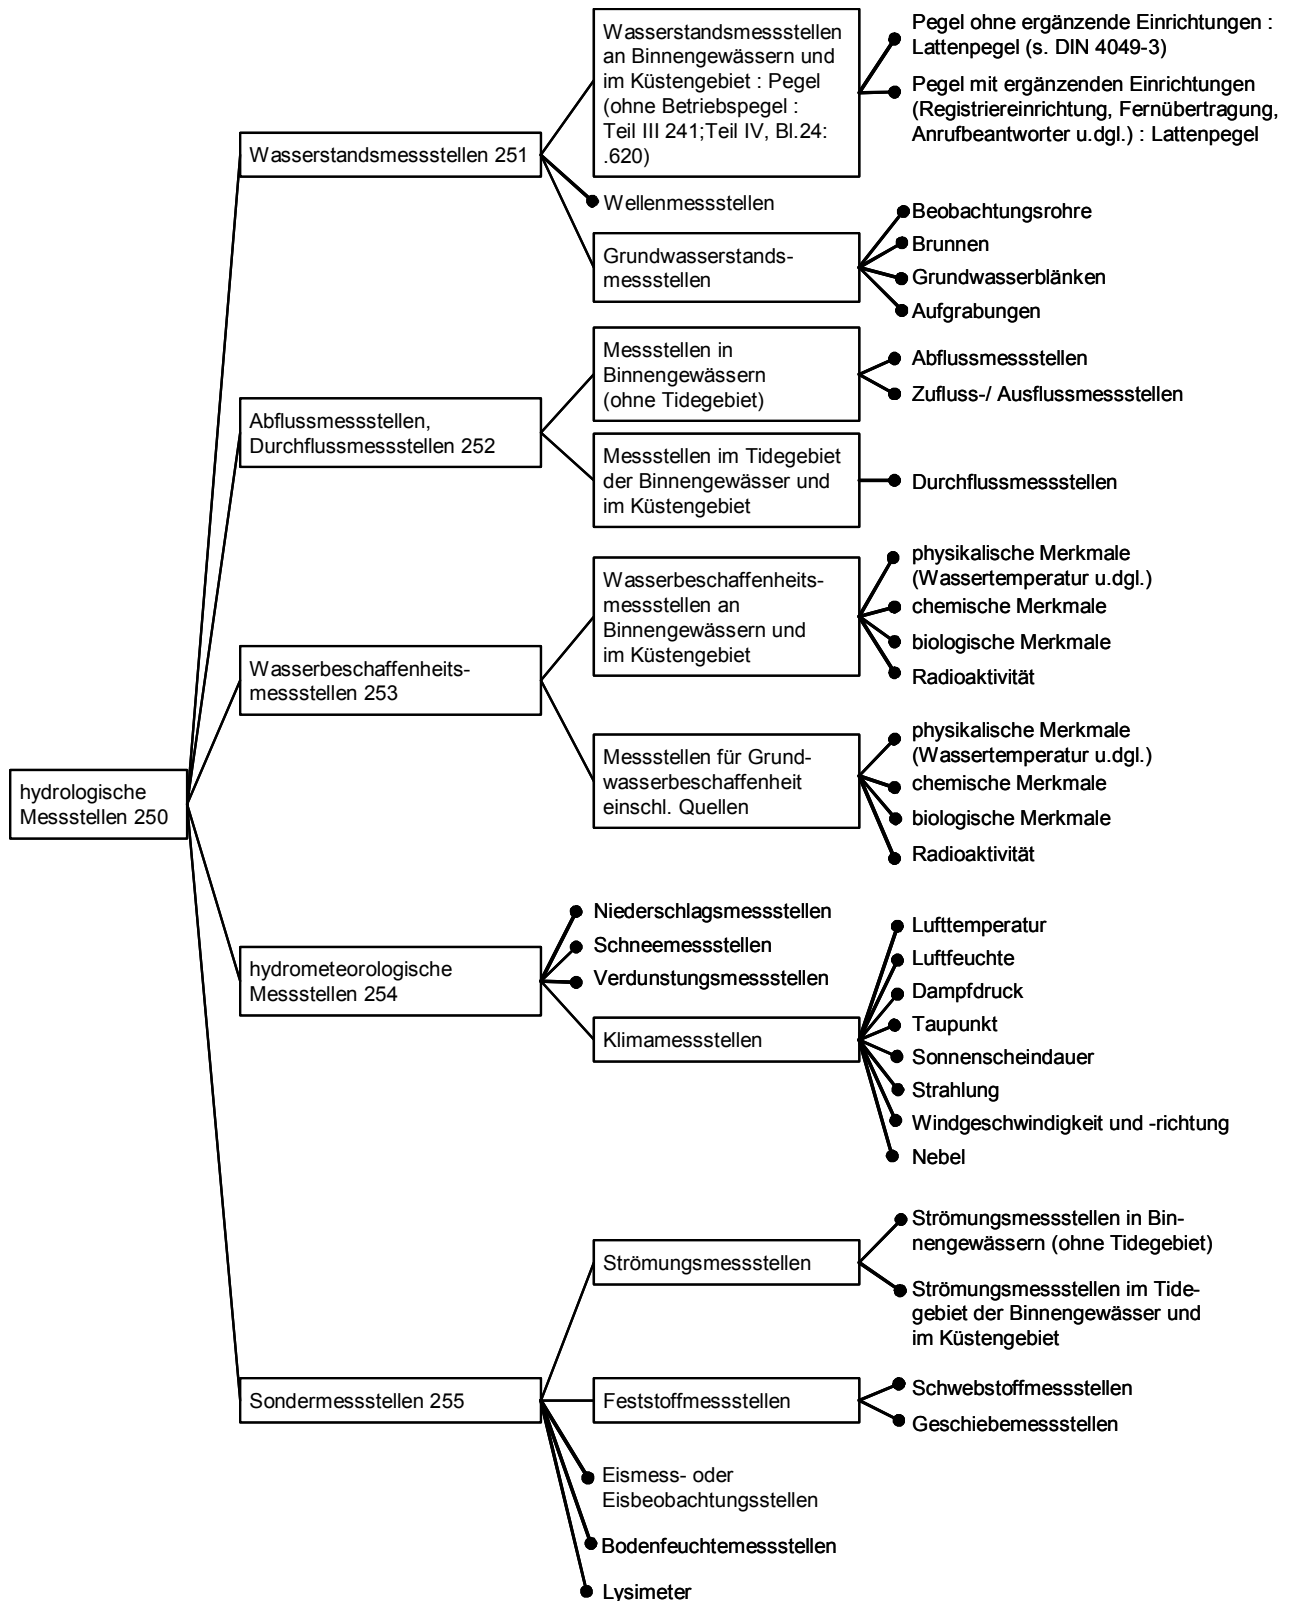 hydrologische
Messstellen 250
Wasserstandsmessstellen 251
Wasserstandsmessstellen
an Binnengewässern und
im Küstengebiet : Pegel
(ohne Betriebspegel :
Teil III 241;Teil IV, Bl.24:
.620)
Pegel ohne ergänzende Einrichtungen :
Lattenpegel (s. DIN 4049-3)
Pegel mit ergänzenden Einrichtungen
(Registriereinrichtung, Fernübertragung,
Anrufbeantworter u.dgl.) : Lattenpegel
Wellenmessstellen
Grundwasserstands-
messstellen
Beobachtungsrohre
Brunnen
Grundwasserblänken
Aufgrabungen
Abflussmessstellen,
Durchflussmessstellen 252
Messstellen in
Binnengewässern
(ohne Tidegebiet)
Abflussmessstellen
Zufluss-/ Ausflussmessstellen
Messstellen im Tidegebiet
der Binnengewässer und
im Küstengebiet
Durchflussmessstellen
Wasserbeschaffenheits-
messstellen 253
Wasserbeschaffenheits-
messstellen an
Binnengewässern und
im Küstengebiet
physikalische Merkmale
(Wassertemperatur u.dgl.)
chemische Merkmale
biologische Merkmale
Radioaktivität
Messstellen für Grund-
wasserbeschaffenheit
einschl. Quellen
physikalische Merkmale
(Wassertemperatur u.dgl.)
chemische Merkmale
biologische Merkmale
Radioaktivität
hydrometeorologische
Messstellen 254
Niederschlagsmessstellen
Schneemessstellen
Verdunstungsmessstellen
Klimamessstellen
Lufttemperatur
Luftfeuchte
Dampfdruck
Taupunkt
Sonnenscheindauer
Strahlung
Windgeschwindigkeit und -richtung
Nebel
Sondermessstellen 255
Strömungsmessstellen
Strömungsmessstellen in Bin-
nengewässern (ohne Tidegebiet)
Strömungsmessstellen im Tide-
gebiet der Binnengewässer und
im Küstengebiet
Feststoffmessstellen
Schwebstoffmessstellen
Geschiebemessstellen
Eismess- oder
Eisbeobachtungsstellen
Bodenfeuchtemessstellen
Lysimeter